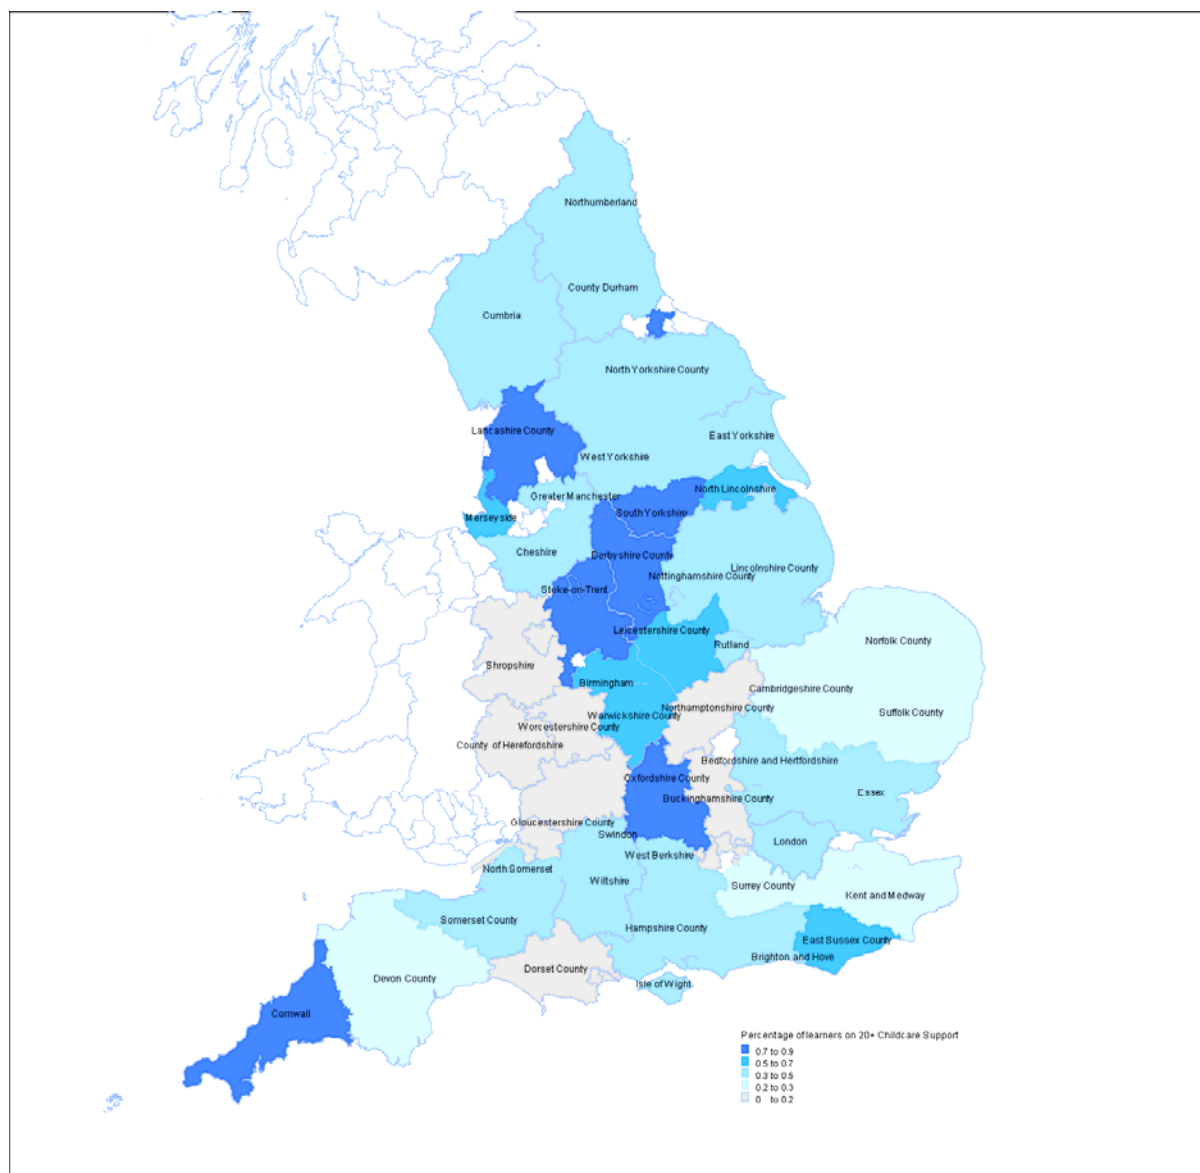 Northumberland
County Durham
Cumbria
North Yorkshire County
Lancashire County
East Yorkshire
West Yorkshire
North Lincolnshire
Greater Manchester
South Yorkshire
Merseyside
Cheshire
Derbyshire County
Lincolnshire County
Nottinghamshire County
Stoke-on-Trent
Leicestershire County
Norfolk County
Rutland
Shropshire
Birmingham
Cambridgeshire County
Northamptonshire County
Suffolk County
Warwickshire County
Worcestershire County
County of Herefordshire
Bedfordshire and Hertfordshire
Oxfordshire County
Essex
Buckinghamshire County
Gloucestershire County
Swindon
London
West Berkshire
North Somerset
Wiltshire
Surrey County
Kent and Medway
Somerset County
Hampshire County
East Sussex County
Brighton and Hove
Dorset County
Devon County
Isle of Wight
Cornwall
Percentage of learners on 20+ Childcare Support
0.7 to 0.9
0.5 to 0.7
0.3 to 0.5
0.2 to 0.3
0 to 0.2